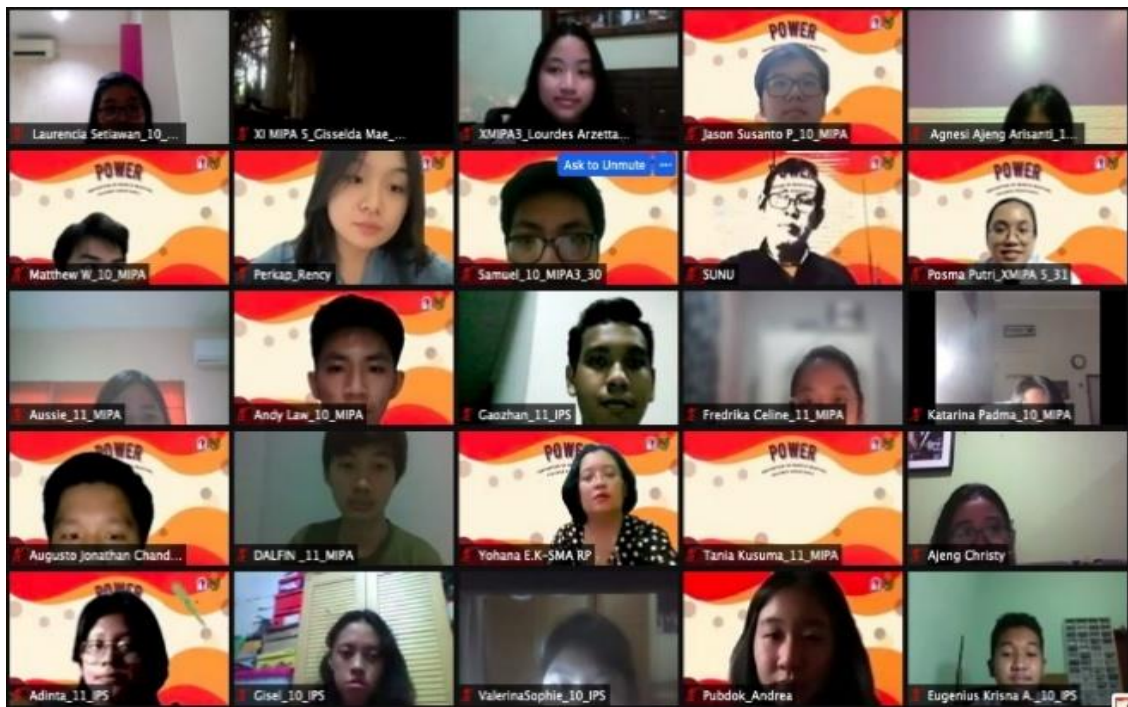 Laurencia Setiawan_10_...
XI MIPA 5_Gisselda Mae_...
XMIPA3_Lourdes Arzetta...
POWER
Jason Susanto P_10_MIPA
Agnesi Ajeng Arisanti_1...
POWER
Matthew W_10_MIPA
Perkap_Rency
Ask to Unmute
Samuel_10_MIPA3_30
POWER
SUNU
POWER
Posma Putri_XMIPA 5_31
Aussie_11_MIPA
Andy Law_10_MIPA
Gaozhan_11_IPS
Fredrika Celine_11_MIPA
Katarina Padma_10_MIPA
POWER
Augusto Jonathan Chand...
DALFIN _11_MIPA
POWER
Yohana E.K-SMA RP
POWER
Tania Kusuma_11_MIPA
Ajeng Christy
POWER
Adinta_11_IPS
Gisel_10_IPS
ValerinaSophie_10_IPS
Pubdok_Andrea
Eugenius Krisna A._10_IPS